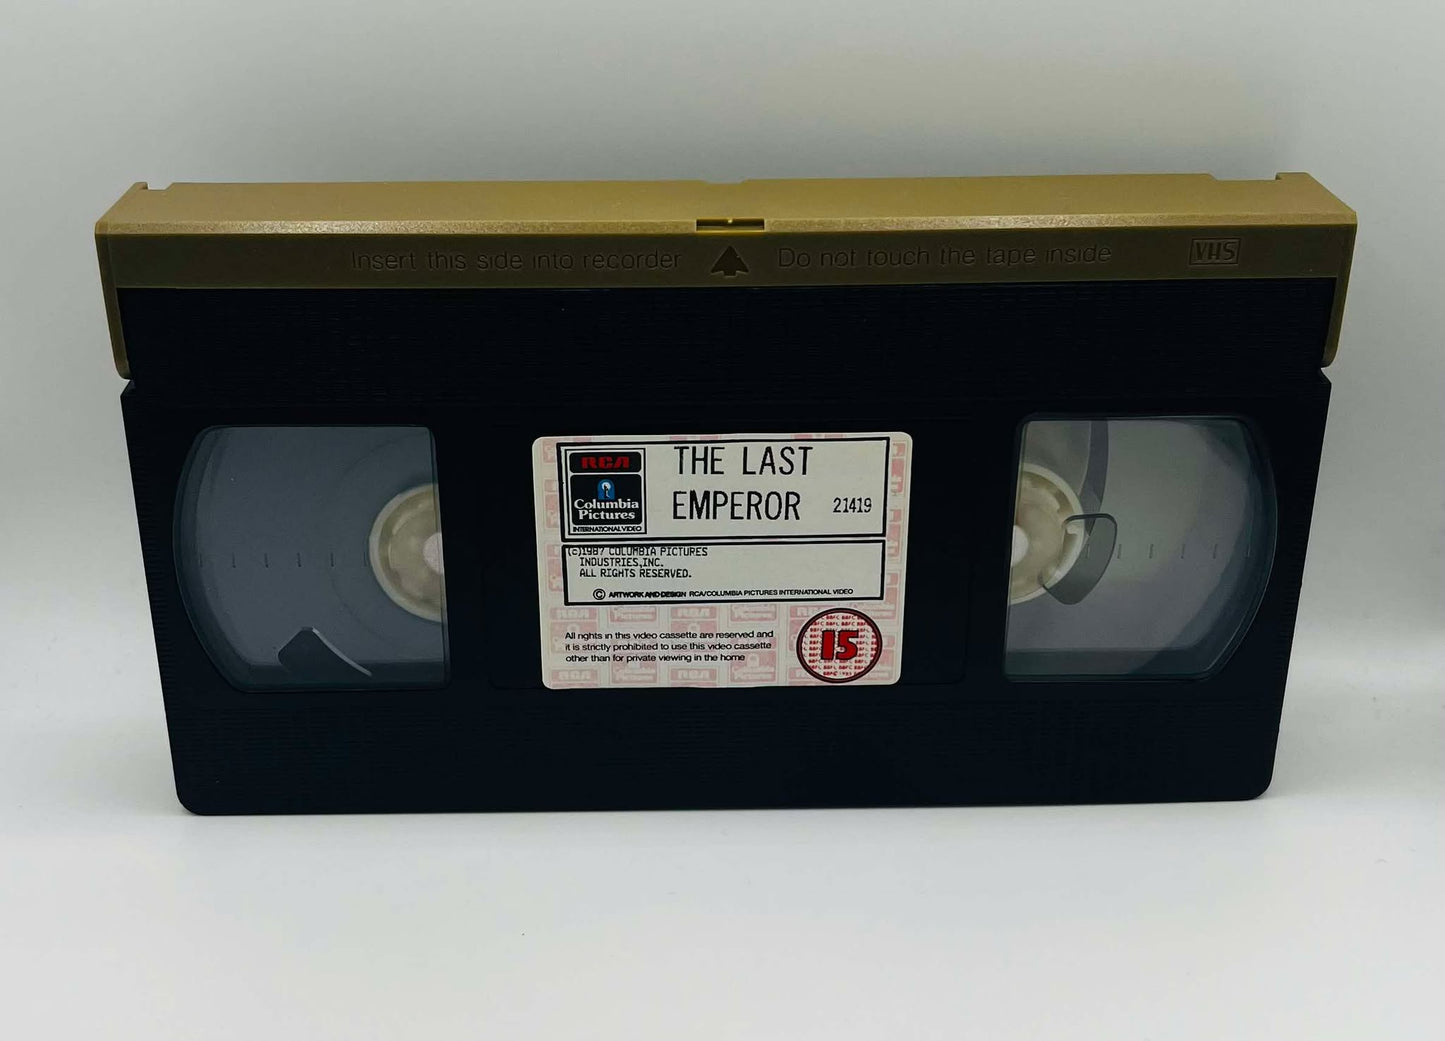 Insert this side into recorder
Do not touch the tape inside
VHS
RCA
Columbia
Pictures
INTERNATIONAL VIDEO
THE LAST
EMPEROR
21419
(c)1987 COLUMBIA PICTURES
INDUSTRIES,INC.
ALL RIGHTS RESERVED.
© ARTWORK AND DESIGN RCA/COLUMBIA PICTURES INTERNATIONAL VIDEO
All rights in this video cassette are reserved and
it is strictly prohibited to use this video cassette
other than for private viewing in the home
15